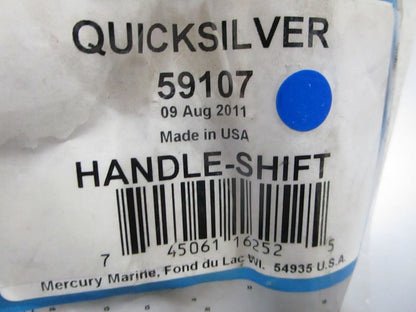 QUICKSILVER
59107
09 Aug 2011
Made in USA
HANDLE-SHIFT
7 45061 16252 5
Mercury Marine, Fond du Lac WI. 54935 U.S.A.